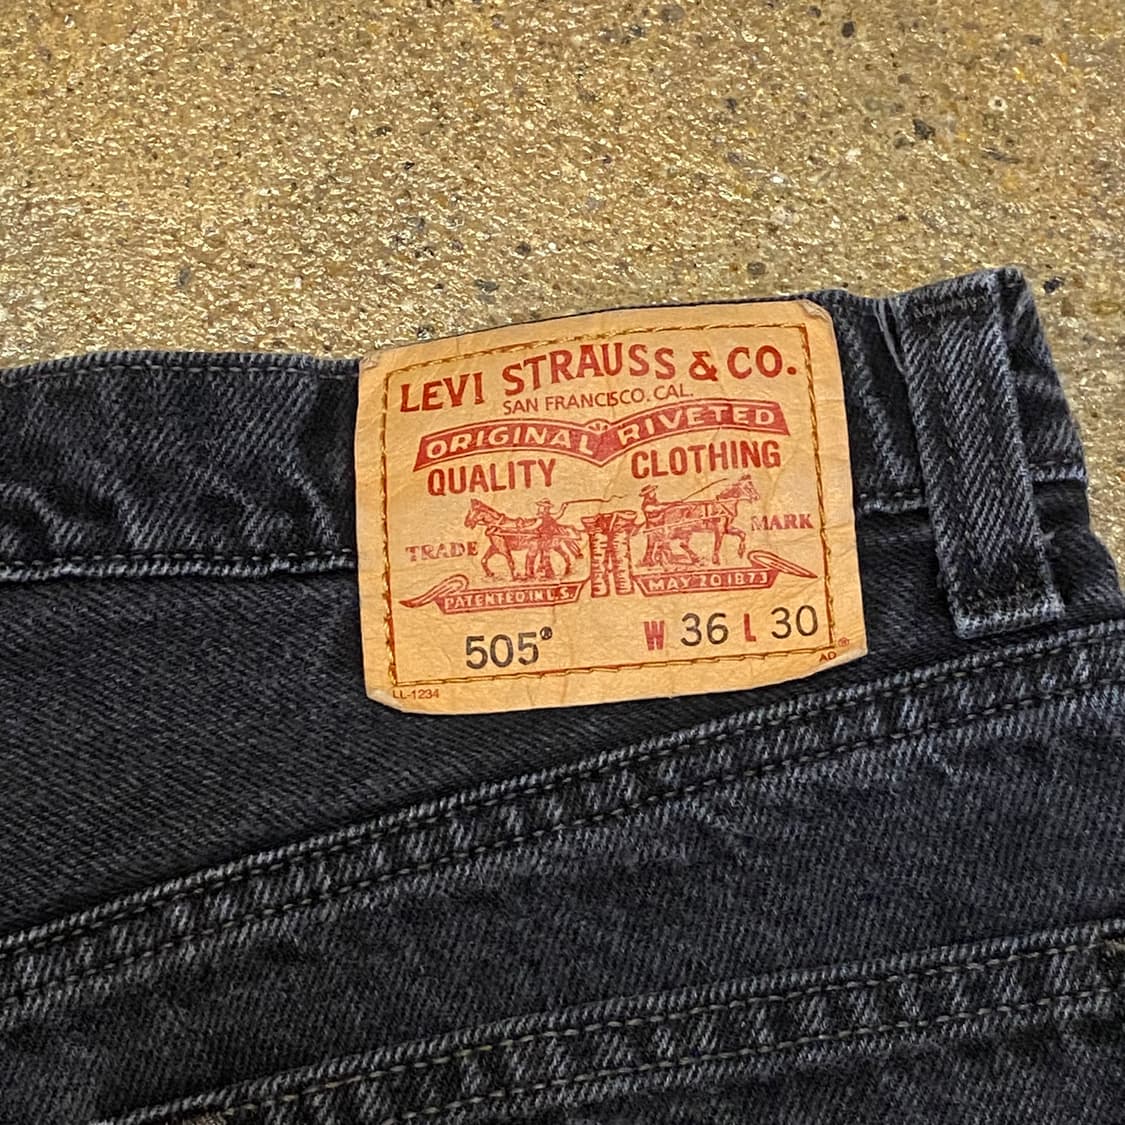 LEVI STRAUSS & CO.
SAN FRANCISCO, CAL.
ORIGINAL RIVETED
QUALITY CLOTHING
TRADE MARK
PATENTED IN U.S. MAY 20 1873
505® W 36 L 30
LL-1234 AO®